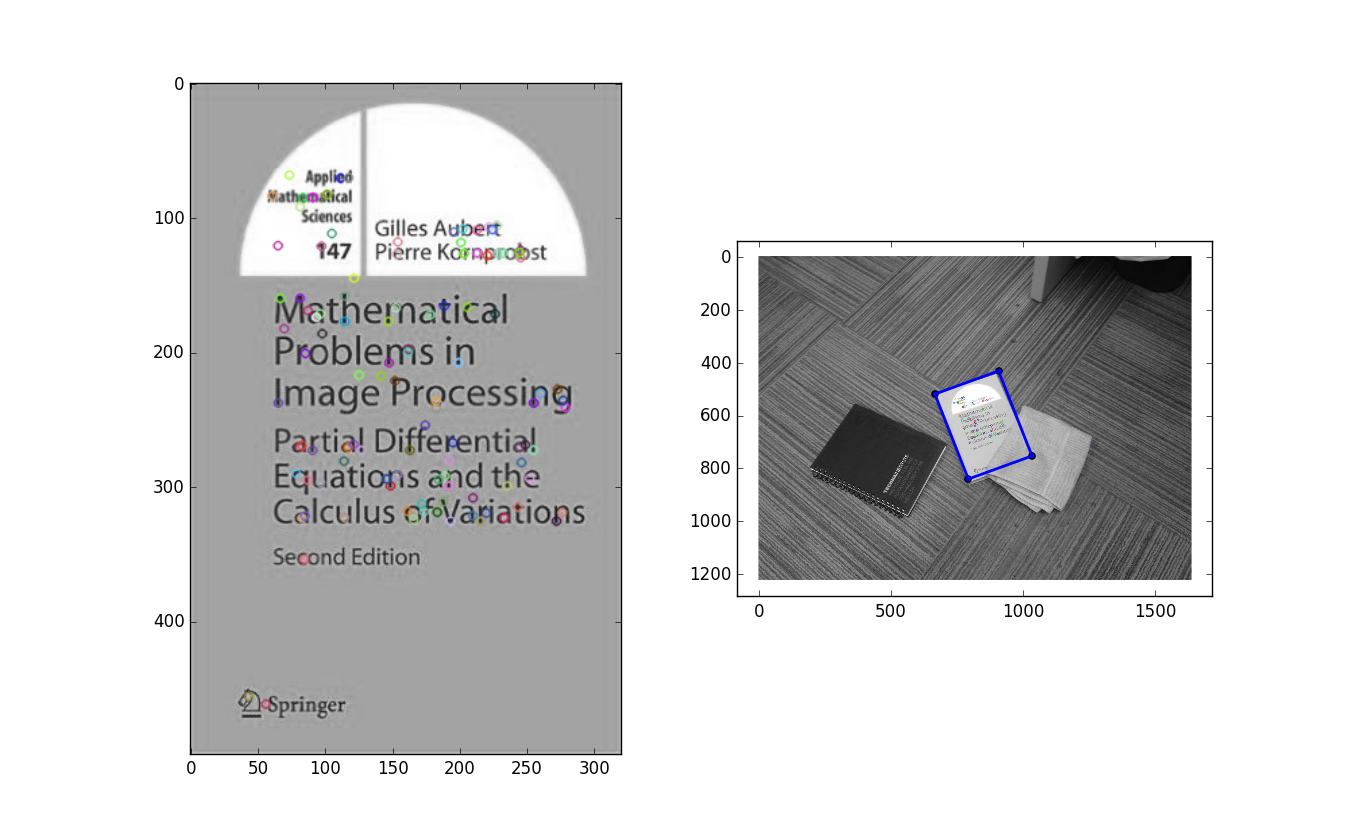 0
100
200
300
400
0
50
100
150
200
250
300
Applied
Mathematical
Sciences
147
Gilles Aubert
Pierre Kornprobst
Mathematical
Problems in
Image Processing
Partial Differential
Equations and the
Calculus of Variations
Second Edition
Springer
0
200
400
600
800
1000
1200
0
500
1000
1500